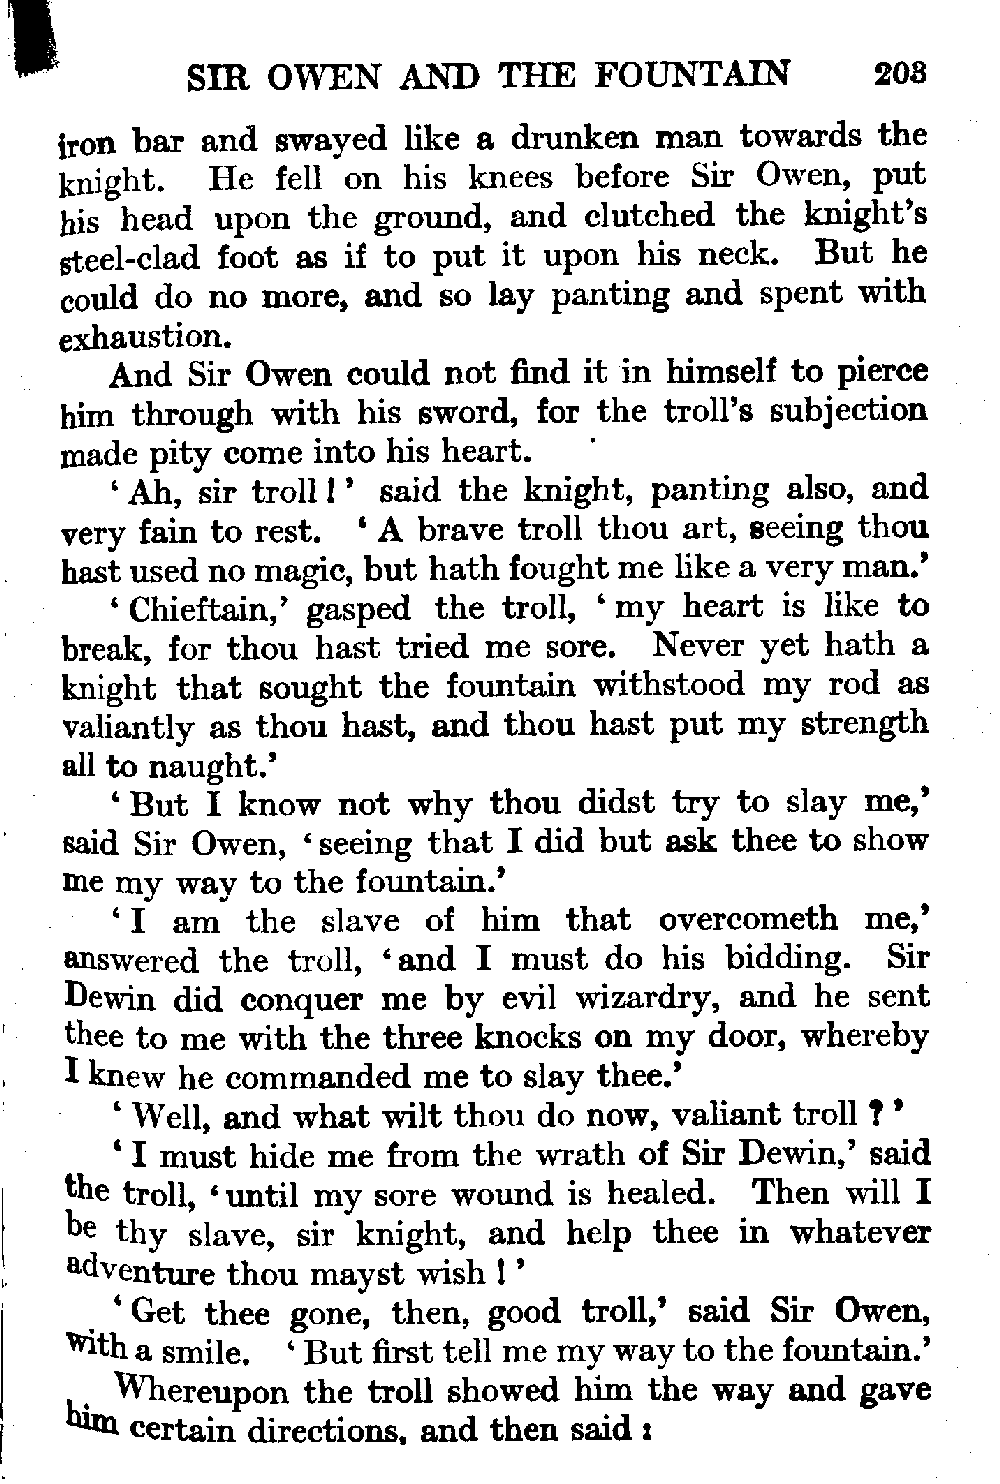 SIR OWEN AND THE FOUNTAIN 203
iron bar and swayed like a drunken man towards the
knight. He fell on his knees before Sir Owen, put
his head upon the ground, and clutched the knight's
steel-clad foot as if to put it upon his neck. But he
could do no more, and so lay panting and spent with
exhaustion.
And Sir Owen could not find it in himself to pierce
him through with his sword, for the troll's subjection
made pity come into his heart.
‘Ah, sir troll!’ said the knight, panting also, and
very fain to rest. ‘A brave troll thou art, seeing thou
hast used no magic, but hath fought me like a very man.’
‘Chieftain,’ gasped the troll, ‘my heart is like to
break, for thou hast tried me sore. Never yet hath a
knight that sought the fountain withstood my rod as
valiantly as thou hast, and thou hast put my strength
all to naught.’
‘But I know not why thou didst try to slay me,’
said Sir Owen, ‘seeing that I did but ask thee to show
me my way to the fountain.’
‘I am the slave of him that overcometh me,’
answered the troll, ‘and I must do his bidding. Sir
Dewin did conquer me by evil wizardry, and he sent
thee to me with the three knocks on my door, whereby
I knew he commanded me to slay thee.’
‘Well, and what wilt thou do now, valiant troll?’
‘I must hide me from the wrath of Sir Dewin,’ said
the troll, ‘until my sore wound is healed. Then will I
be thy slave, sir knight, and help thee in whatever
adventure thou mayst wish!’
‘Get thee gone, then, good troll,’ said Sir Owen,
with a smile. ‘But first tell me my way to the fountain.’
Whereupon the troll showed him the way and gave
him certain directions, and then said: